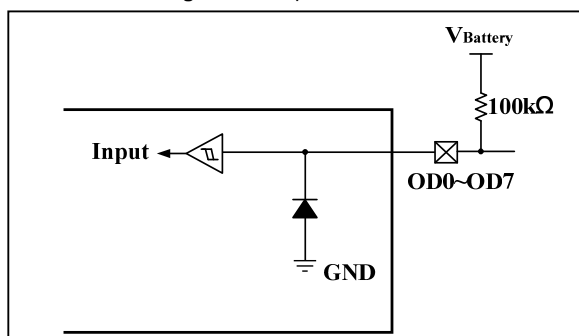 VBattery
100kΩ
Input
OD0~OD7
GND